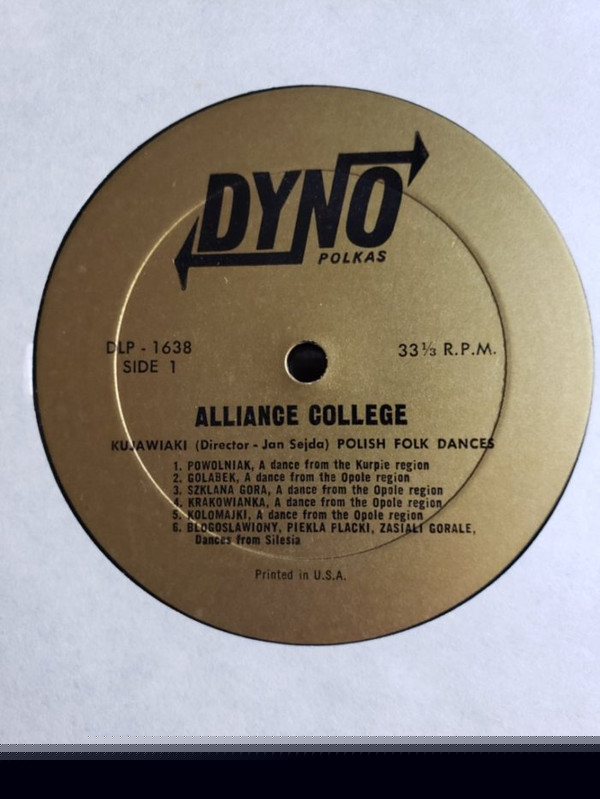 DYNO
POLKAS
DLP - 1638
33⅓ R.P.M.
SIDE 1
ALLIANCE COLLEGE
KUJAWIAKI (Director - Jan Sejda) POLISH FOLK DANCES
1. POWOLNIAK, A dance from the Kurpie region
2. GOLABEK, A dance from the Opole region
3. SZKLANA GORA, A dance from the Opole region
4. KRAKOWIANKA, A dance from the Opole region
5. KOLOMAJKI, A dance from the Opole region
6. BLOGOSLAWIONY, PIEKLA PLACKI, ZASIALI GORALE,
Dances from Silesia
Printed in U.S.A.